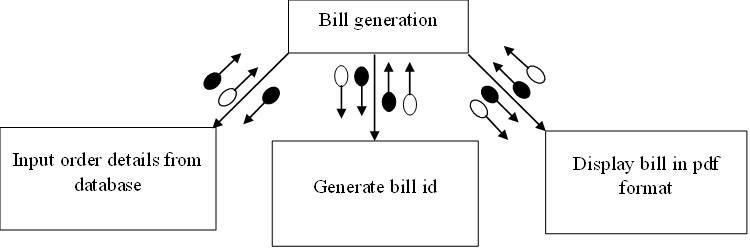 Bill generation
Input order details from
database
Generate bill id
Display bill in pdf
format